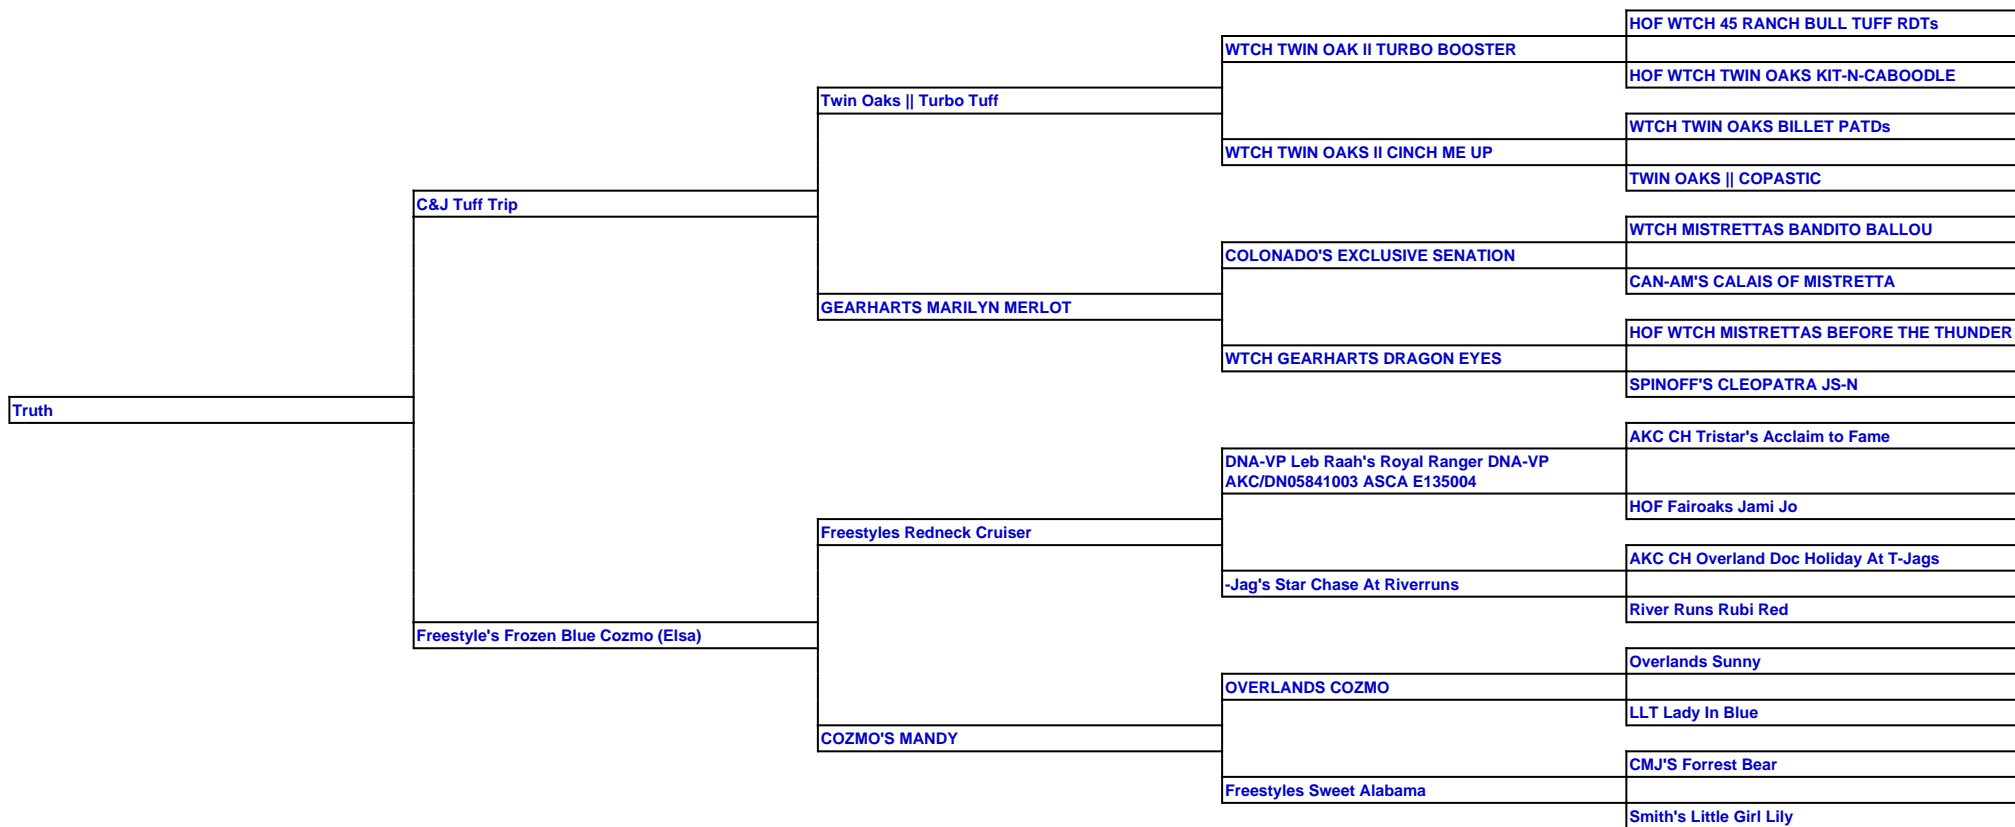 HOF WTCH 45 RANCH BULL TUFF RDTs
WTCH TWIN OAK II TURBO BOOSTER
HOF WTCH TWIN OAKS KIT-N-CABOODLE
Twin Oaks || Turbo Tuff
WTCH TWIN OAKS BILLET PATDs
WTCH TWIN OAKS II CINCH ME UP
TWIN OAKS || COPASTIC
C&J Tuff Trip
WTCH MISTRETTAS BANDITO BALLOU
COLONADO'S EXCLUSIVE SENATION
CAN-AM'S CALAIS OF MISTRETTA
GEARHARTS MARILYN MERLOT
HOF WTCH MISTRETTAS BEFORE THE THUNDER
WTCH GEARHARTS DRAGON EYES
SPINOFF'S CLEOPATRA JS-N
Truth
AKC CH Tristar's Acclaim to Fame
DNA-VP Leb Raah's Royal Ranger DNA-VP
AKC/DN05841003 ASCA E135004
HOF Fairoaks Jami Jo
Freestyles Redneck Cruiser
AKC CH Overland Doc Holiday At T-Jags
-Jag's Star Chase At Riverruns
River Runs Rubi Red
Freestyle's Frozen Blue Cozmo (Elsa)
Overlands Sunny
OVERLANDS COZMO
LLT Lady In Blue
COZMO'S MANDY
CMJ'S Forrest Bear
Freestyles Sweet Alabama
Smith's Little Girl Lily